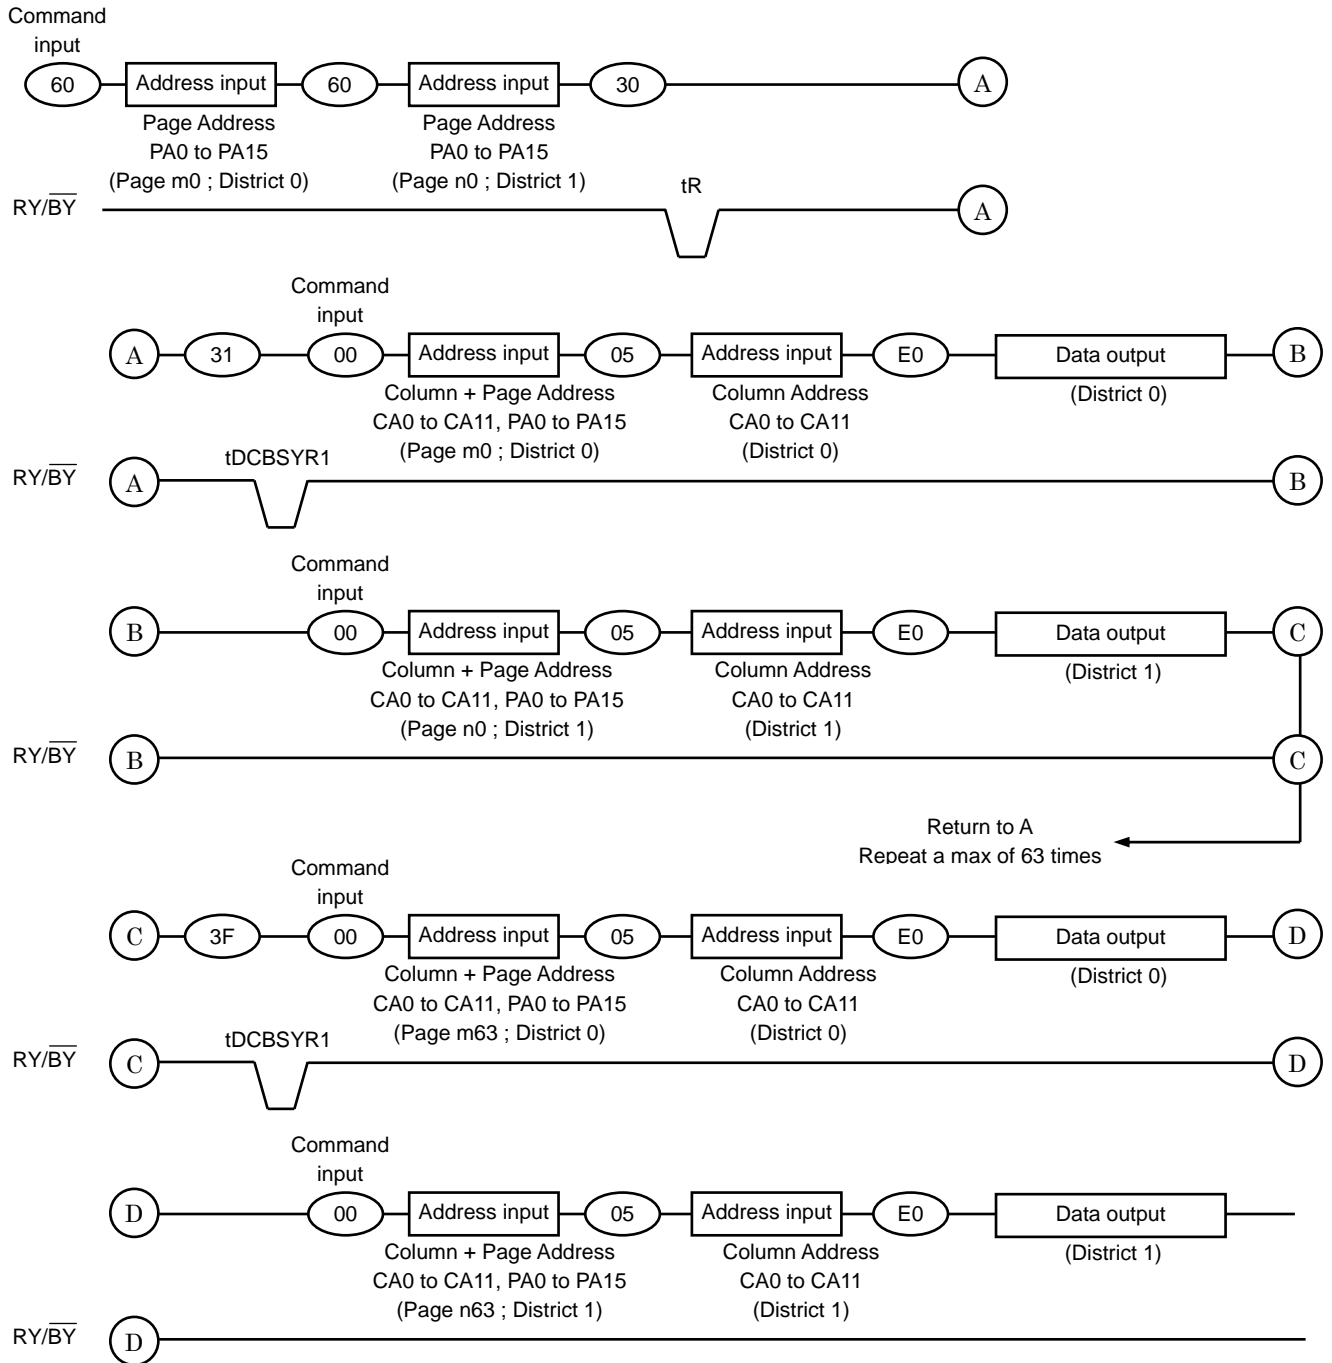 Command
input
60 Address input 60 Address input 30 A
Page Address Page Address
PA0 to PA15 PA0 to PA15
(Page m0 ; District 0) (Page n0 ; District 1)
tR
RY/BY A
Command
input
A 31 00 Address input 05 Address input E0 Data output B
Column + Page Address Column Address (District 0)
CA0 to CA11, PA0 to PA15 CA0 to CA11
(Page m0 ; District 0) (District 0)
tDCBSYR1
RY/BY A B
Command
input
B 00 Address input 05 Address input E0 Data output C
Column + Page Address Column Address (District 1)
CA0 to CA11, PA0 to PA15 CA0 to CA11
(Page n0 ; District 1) (District 1)
RY/BY B C
Return to A
Repeat a max of 63 times
Command
input
C 3F 00 Address input 05 Address input E0 Data output D
Column + Page Address Column Address (District 0)
CA0 to CA11, PA0 to PA15 CA0 to CA11
(Page m63 ; District 0) (District 0)
tDCBSYR1
RY/BY C D
Command
input
D 00 Address input 05 Address input E0 Data output
Column + Page Address Column Address (District 1)
CA0 to CA11, PA0 to PA15 CA0 to CA11
(Page n63 ; District 1) (District 1)
RY/BY D